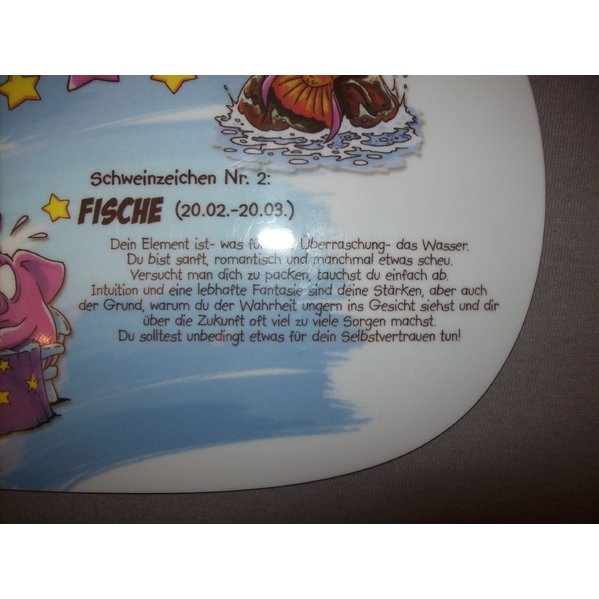 Schweinzeichen Nr. 2:
FISCHE (20.02.-20.03.)
Dein Element ist- was Überraschung- das Wasser.
Du bist sanft, romantisch und manchmal etwas scheu.
Versucht man dich zu packen, tauchst du einfach ab.
Intuition und eine lebhafte Fantasie sind deine Stärken, aber auch
der Grund, warum du der Wahrheit ungern ins Gesicht siehst und dir
über die Zukunft oft viel zu viele Sorgen machst.
Du solltest unbedingt etwas für dein Selbstvertrauen tun!